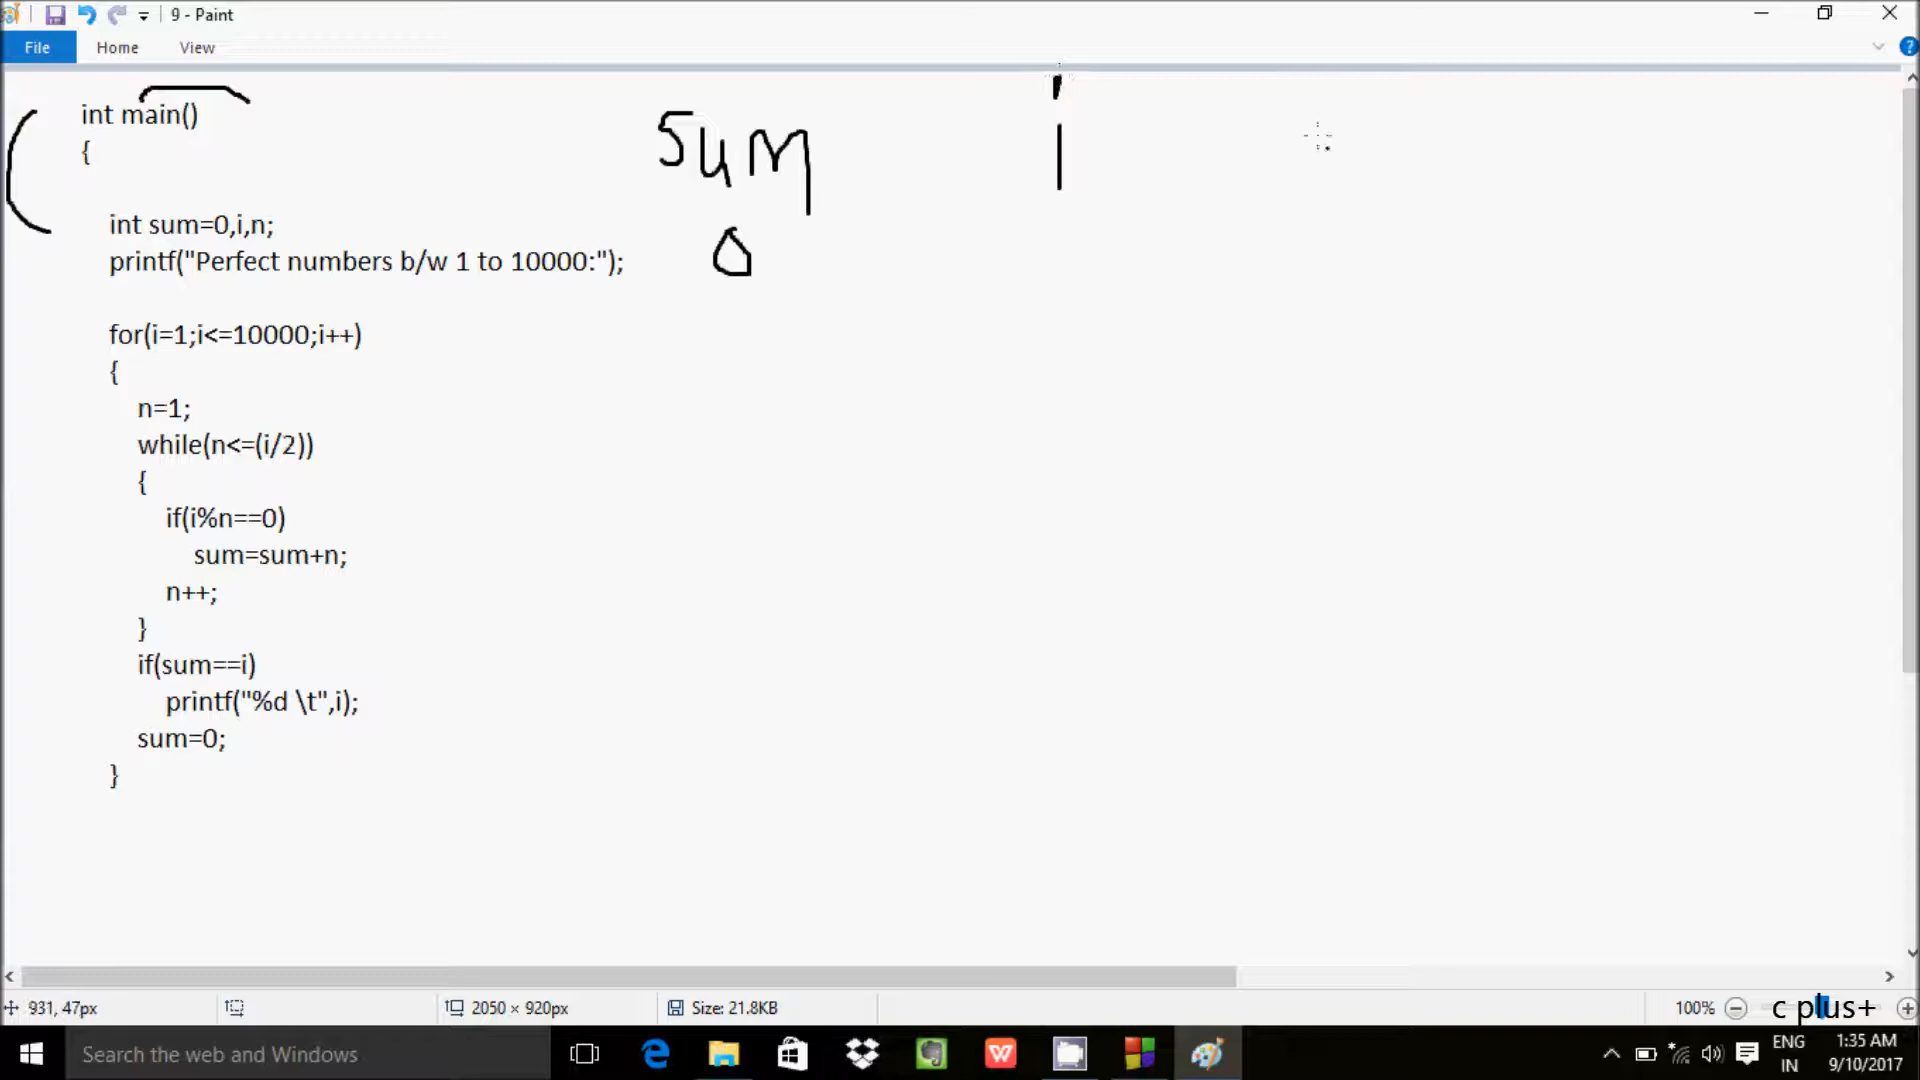 9 - Paint
File Home View
int main()
{
int sum=0,i,n;
printf("Perfect numbers b/w 1 to 10000:");
for(i=1;i<=10000;i++)
{
n=1;
while(n<=(i/2))
{
if(i%n==0)
sum=sum+n;
n++;
}
if(sum==i)
printf("%d \t",i);
sum=0;
}
sum
0
i
931, 47px
2050 × 920px
Size: 21.8KB
100%
c plus+
Search the web and Windows
ENG
IN
1:35 AM
9/10/2017